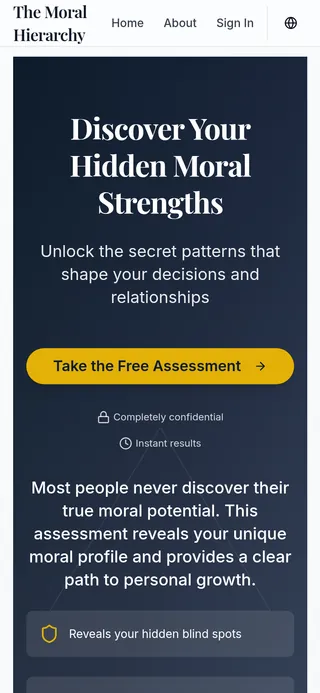 The Moral
Hierarchy
Home
About
Sign In
Discover Your
Hidden Moral
Strengths
Unlock the secret patterns that
shape your decisions and
relationships
Take the Free Assessment
Completely confidential
Instant results
Most people never discover their
true moral potential. This
assessment reveals your unique
moral profile and provides a clear
path to personal growth.
Reveals your hidden blind spots